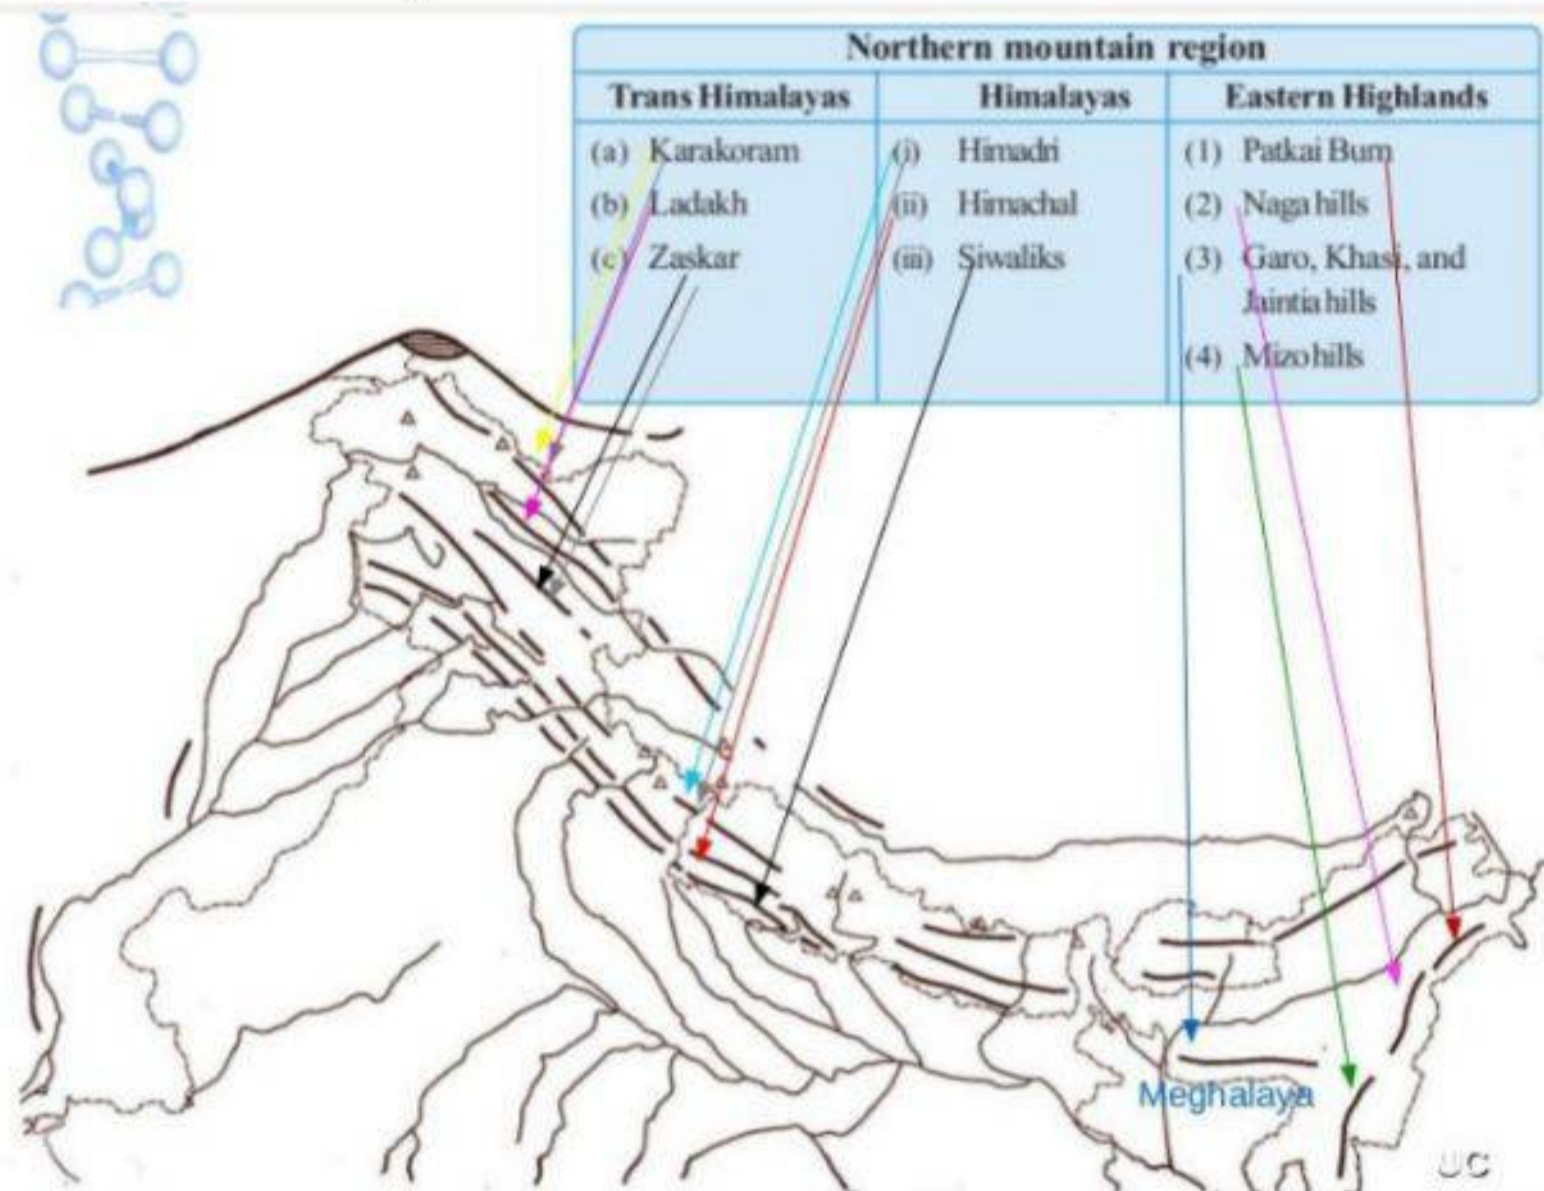 Northern mountain region
Trans Himalayas Himalayas Eastern Highlands
(a) Karakoram (i) Himadri (1) Patkai Bum
(b) Ladakh (ii) Himachal (2) Naga hills
(c) Zaskar (iii) Siwaliks (3) Garo, Khasi, and
Jaintia hills
(4) Mizo hills
Meghalaya
UC